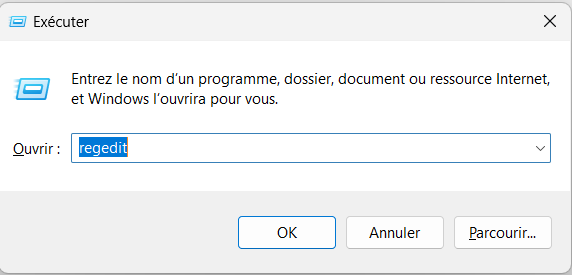 Exécuter
Entrez le nom d’un programme, dossier, document ou ressource Internet,
et Windows l’ouvrira pour vous.
Ouvrir :
regedit
OK
Annuler
Parcourir...